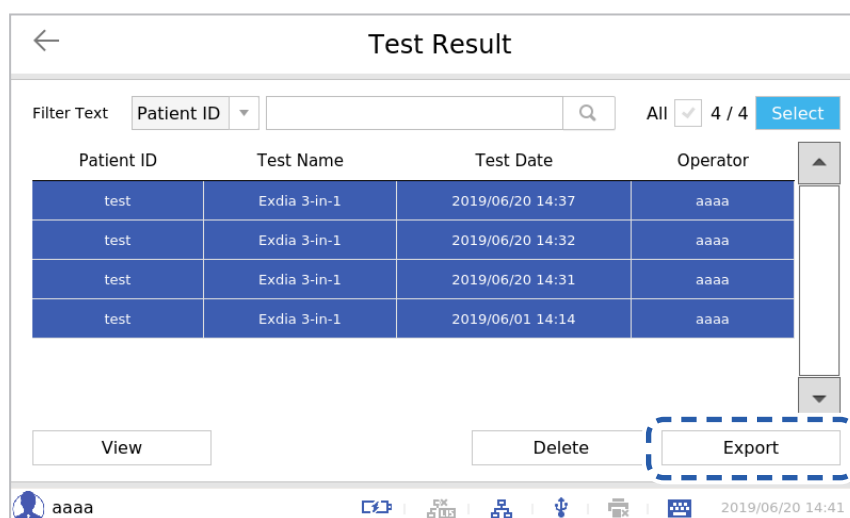 Test Result
Filter Text Patient ID All 4 / 4 Select
Patient ID Test Name Test Date Operator
test Exdia 3-in-1 2019/06/20 14:37 aaaa
test Exdia 3-in-1 2019/06/20 14:32 aaaa
test Exdia 3-in-1 2019/06/20 14:31 aaaa
test Exdia 3-in-1 2019/06/01 14:14 aaaa
View Delete Export
aaaa LIS 2019/06/20 14:41